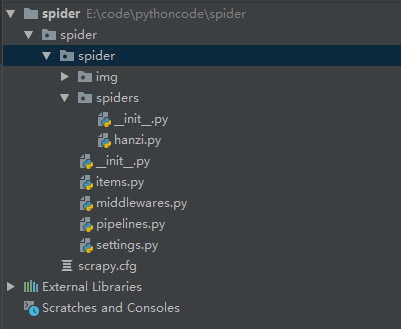 spider E:\code\pythoncode\spider
spider
spider
img
spiders
__init__.py
hanzi.py
__init__.py
items.py
middlewares.py
pipelines.py
settings.py
scrapy.cfg
External Libraries
Scratches and Consoles